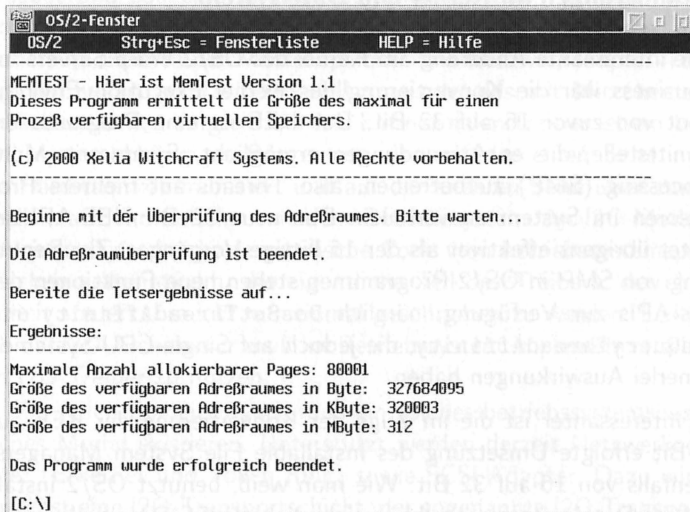 OS/2-Fenster
OS/2 Strg+Esc = Fensterliste HELP = Hilfe
MEMTEST - Hier ist MemTest Version 1.1
Dieses Programm ermittelt die Größe des maximal für einen
Prozeß verfügbaren virtuellen Speichers.
(c) 2000 Xelia Witchcraft Systems. Alle Rechte vorbehalten.
--------------------------------------------------------------------------------
Beginne mit der Überprüfung des Adreßraumes. Bitte warten...
Die Adreßraumüberprüfung ist beendet.
Bereite die Tetsergebnisse auf...
Ergebnisse:
-----------------------
Maximale Anzahl allokierbarer Pages: 80001
Größe des verfügbaren Adreßraumes in Byte: 327684095
Größe des verfügbaren Adreßraumes in KByte: 320003
Größe des verfügbaren Adreßraumes in MByte: 312
Das Programm wurde erfolgreich beendet.
[C:\]